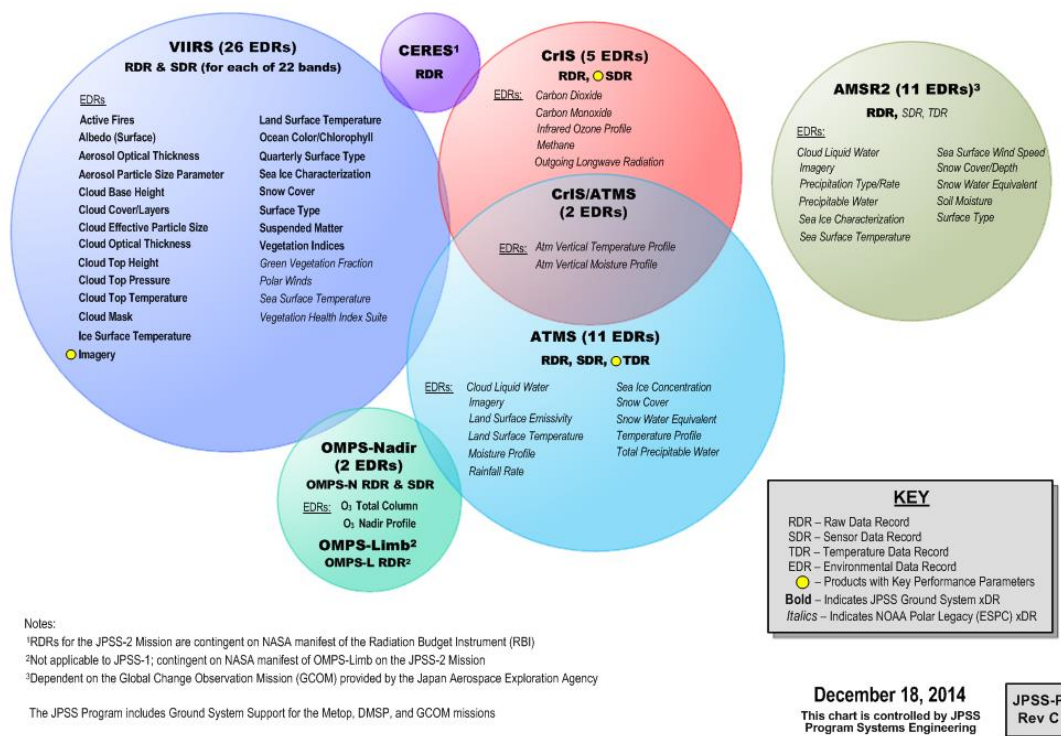 VIIRS (26 EDRs)
RDR & SDR (for each of 22 bands)
EDRs
Active Fires
Albedo (Surface)
Aerosol Optical Thickness
Aerosol Particle Size Parameter
Cloud Base Height
Cloud Cover/Layers
Cloud Effective Particle Size
Cloud Optical Thickness
Cloud Top Height
Cloud Top Pressure
Cloud Top Temperature
Cloud Mask
Ice Surface Temperature
Imagery
Land Surface Temperature
Ocean Color/Chlorophyll
Quarterly Surface Type
Sea Ice Characterization
Snow Cover
Surface Type
Suspended Matter
Vegetation Indices
Green Vegetation Fraction
Polar Winds
Sea Surface Temperature
Vegetation Health Index Suite
CERES¹
RDR
CrIS (5 EDRs)
RDR, SDR
EDRs:
Carbon Dioxide
Carbon Monoxide
Infrared Ozone Profile
Methane
Outgoing Longwave Radiation
CrIS/ATMS
(2 EDRs)
EDRs:
Atm Vertical Temperature Profile
Atm Vertical Moisture Profile
ATMS (11 EDRs)
RDR, SDR, TDR
EDRs:
Cloud Liquid Water
Imagery
Land Surface Emissivity
Land Surface Temperature
Moisture Profile
Rainfall Rate
Sea Ice Concentration
Snow Cover
Snow Water Equivalent
Temperature Profile
Total Precipitable Water
AMSR2 (11 EDRs)³
RDR, SDR, TDR
EDRs:
Cloud Liquid Water
Imagery
Precipitation Type/Rate
Precipitable Water
Sea Ice Characterization
Sea Surface Temperature
Sea Surface Wind Speed
Snow Cover/Depth
Snow Water Equivalent
Soil Moisture
Surface Type
OMPS-Nadir
(2 EDRs)
OMPS-N RDR & SDR
EDRs:
O₃ Total Column
O₃ Nadir Profile
OMPS-Limb²
OMPS-L RDR²
KEY
RDR – Raw Data Record
SDR – Sensor Data Record
TDR – Temperature Data Record
EDR – Environmental Data Record
– Products with Key Performance Parameters
Bold – Indicates JPSS Ground System xDR
Italics – Indicates NOAA Polar Legacy (ESPC) xDR
Notes:
¹RDRs for the JPSS-2 Mission are contingent on NASA manifest of the Radiation Budget Instrument (RBI)
²Not applicable to JPSS-1; contingent on NASA manifest of OMPS-Limb on the JPSS-2 Mission
³Dependent on the Global Change Observation Mission (GCOM) provided by the Japan Aerospace Exploration Agency
The JPSS Program includes Ground System Support for the Metop, DMSP, and GCOM missions
December 18, 2014
This chart is controlled by JPSS
Program Systems Engineering
JPSS-P
Rev C